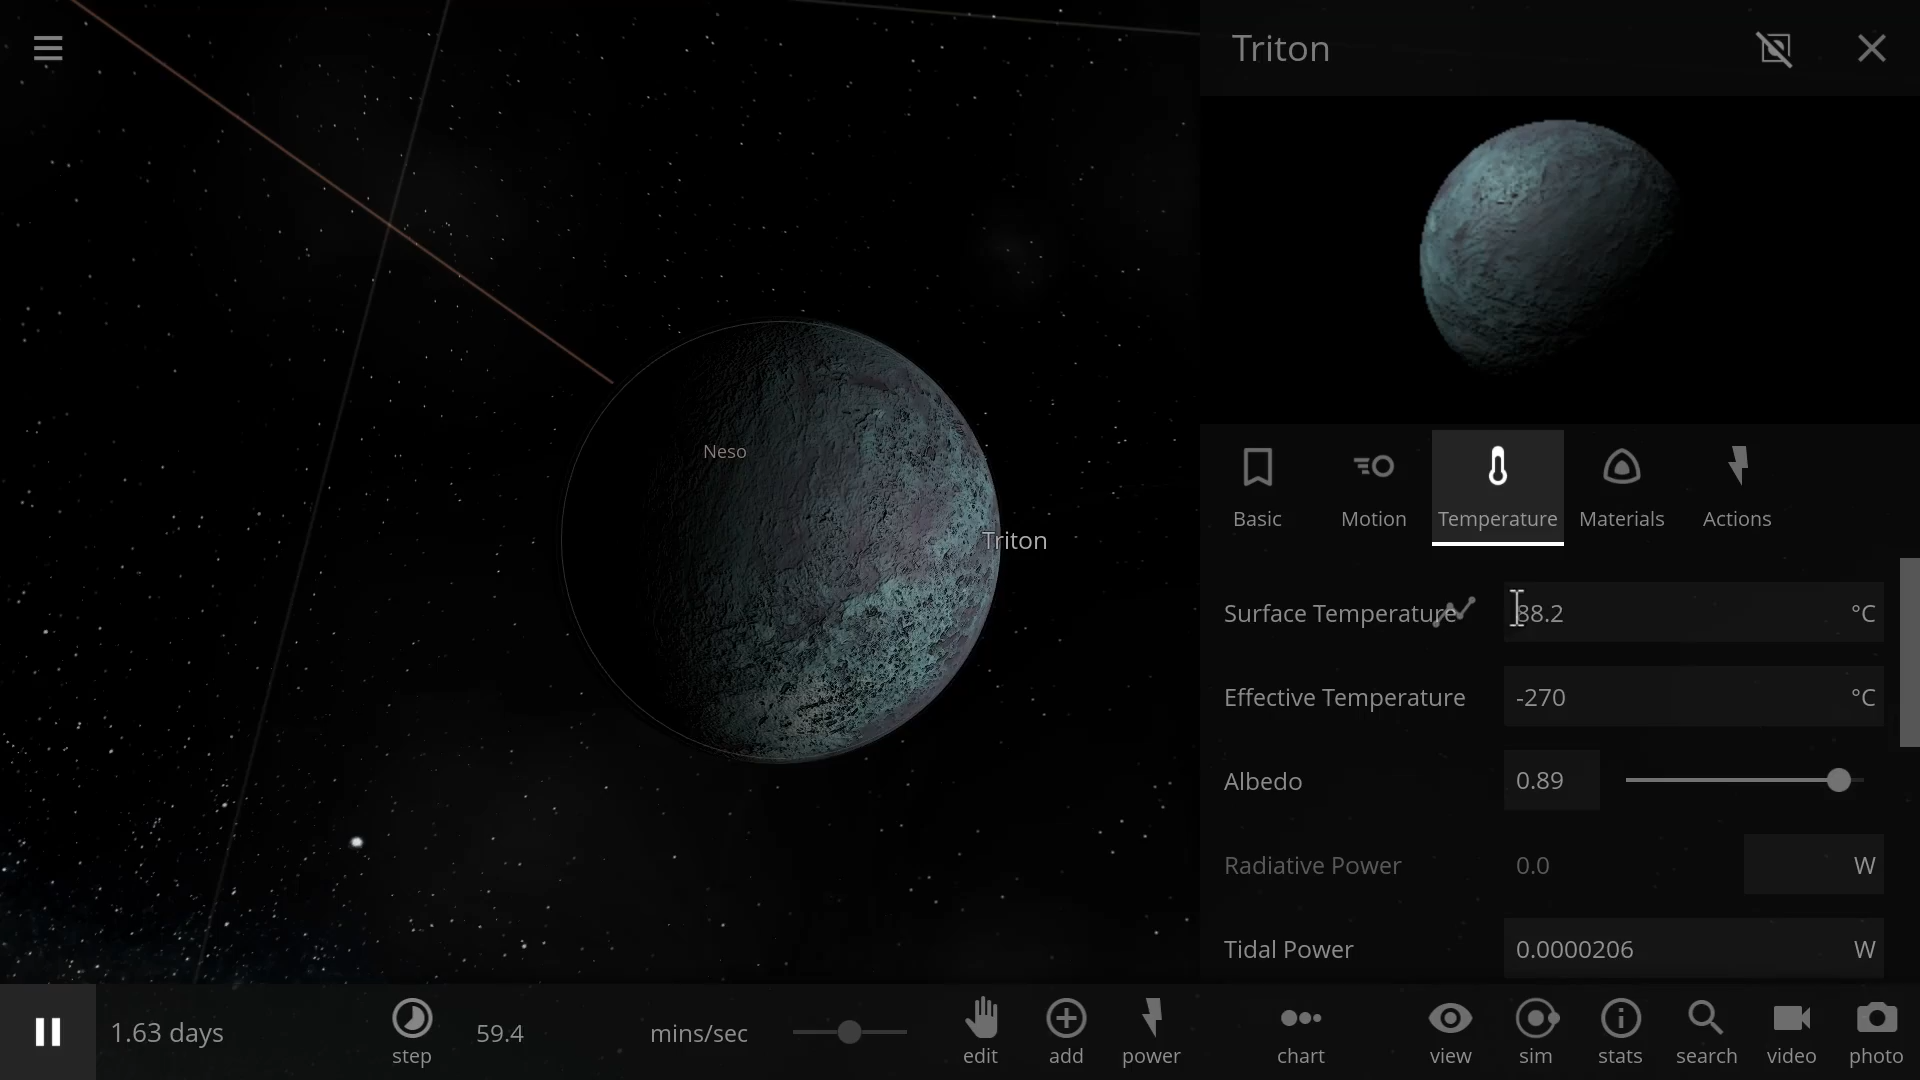 Triton
Neso
Triton
Basic
Motion
Temperature
Materials
Actions
Surface Temperature 88.2 °C
Effective Temperature -270 °C
Albedo 0.89
Radiative Power 0.0 W
Tidal Power 0.0000206 W
1.63 days
step
59.4 mins/sec
edit
add
power
chart
view
sim
stats
search
video
photo